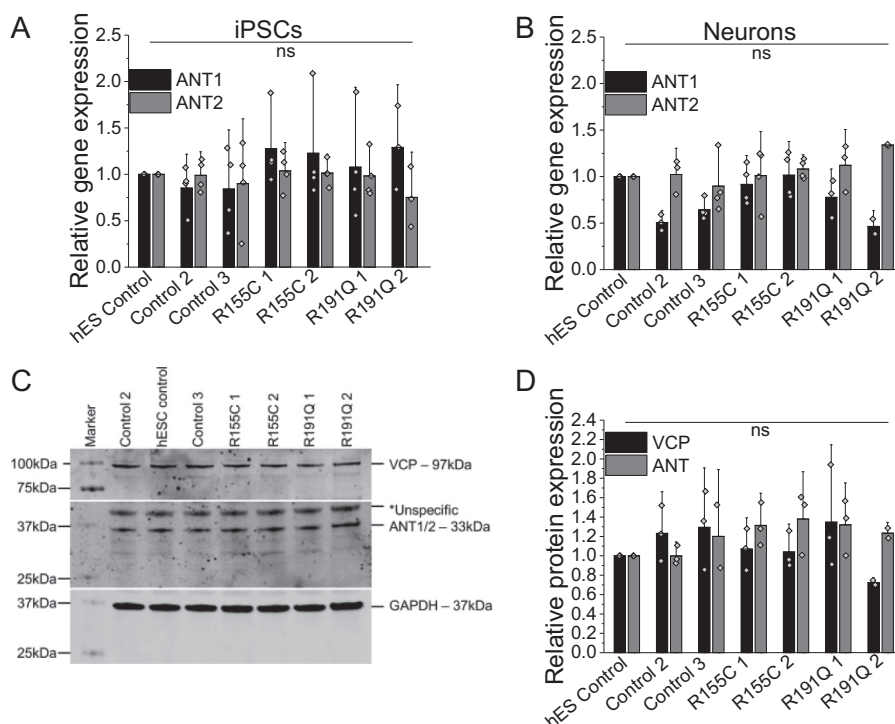 A
iPSCs
ns
Relative gene expression
2.5
2.0
1.5
1.0
0.5
0.0
ANT1
ANT2
hES Control
Control 2
Control 3
R155C 1
R155C 2
R191Q 1
R191Q 2
B
Neurons
ns
Relative gene expression
2.5
2.0
1.5
1.0
0.5
0.0
ANT1
ANT2
hES Control
Control 2
Control 3
R155C 1
R155C 2
R191Q 1
R191Q 2
C
Marker
Control 2
hESC control
Control 3
R155C 1
R155C 2
R191Q 1
R191Q 2
100kDa
75kDa
VCP – 97kDa
*Unspecific
37kDa
ANT1/2 – 33kDa
25kDa
37kDa
GAPDH – 37kDa
25kDa
D
ns
Relative protein expression
2.4
2.2
2.0
1.8
1.6
1.4
1.2
1.0
0.8
0.6
0.4
0.2
0.0
VCP
ANT
hES Control
Control 2
Control 3
R155C 1
R155C 2
R191Q 1
R191Q 2